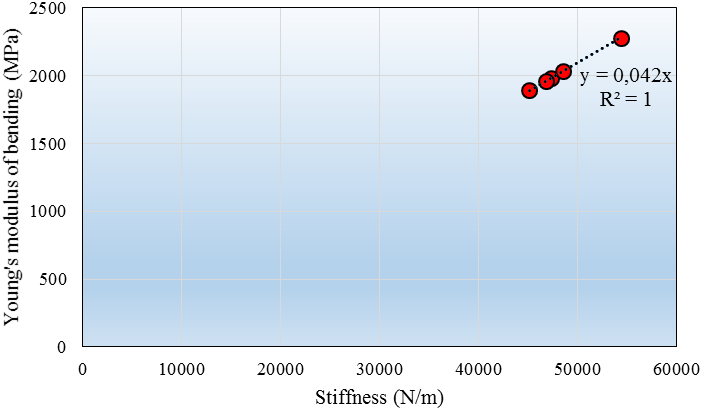 2500
2000
1500
1000
500
0
Young's modulus of bending (MPa)
y = 0,042x
R² = 1
0 10000 20000 30000 40000 50000 60000
Stiffness (N/m)